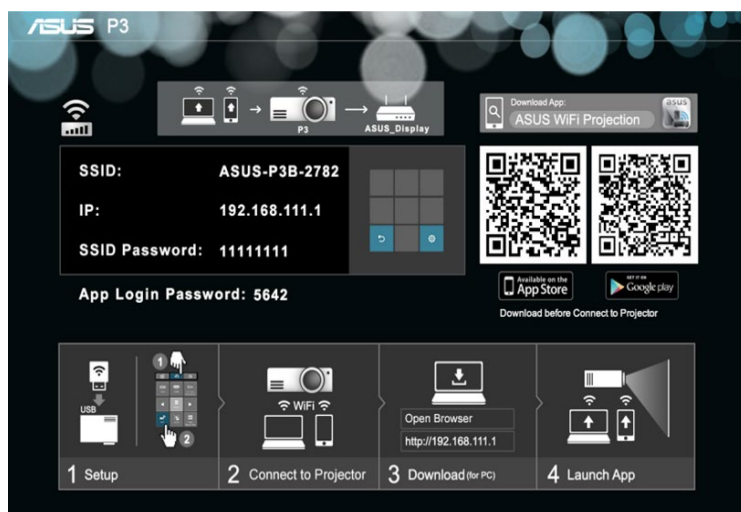 ASUS P3
P3
ASUS_Display
Download App:
ASUS WiFi Projection
asus
SSID: ASUS-P3B-2782
IP: 192.168.111.1
SSID Password: 11111111
App Login Password: 5642
Available on the
App Store
GET IT ON
Google play
Download before Connect to Projector
USB
1
2
WiFi
Open Browser
http://192.168.111.1
1 Setup
2 Connect to Projector
3 Download (for PC)
4 Launch App